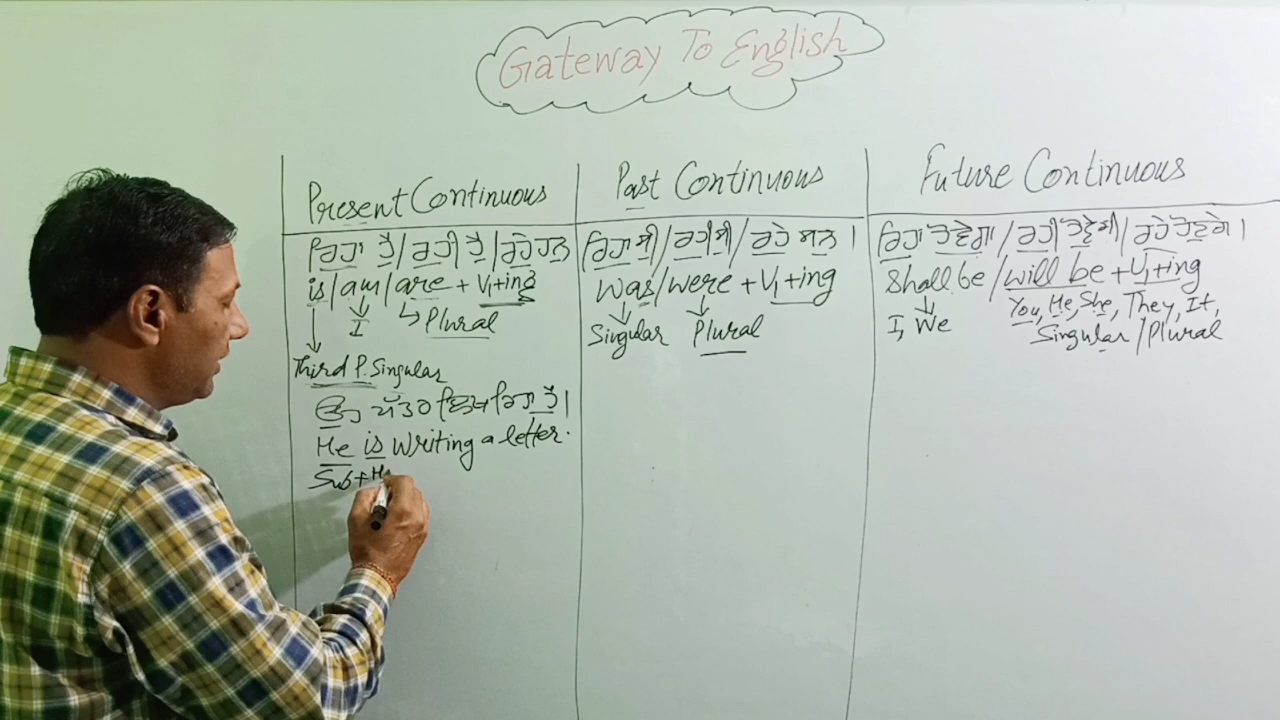 Gateway To English
Present Continuous
ਰਿਹਾ ਹੈ/ਰਹੀ ਹੈ/ਰਹੇ ਹਨ
is/am/are + V1+ing
I
Plural
Third P. Singular
ਉਹ ਪੱਤਰ ਲਿਖ ਰਿਹਾ ਹੈ।
He is writing a letter.
Sub+H
Past Continuous
ਰਿਹਾ ਸੀ/ਰਹੀ ਸੀ/ਰਹੇ ਸਨ।
was/were + V1+ing
Singular Plural
Future Continuous
ਰਿਹਾ ਹੋਵੇਗਾ/ਰਹੀ ਹੋਵੇਗੀ/ਰਹੇ ਹੋਣਗੇ।
Shall be/will be + V1+ing
I, We
You, He, She, They, It,
Singular/Plural